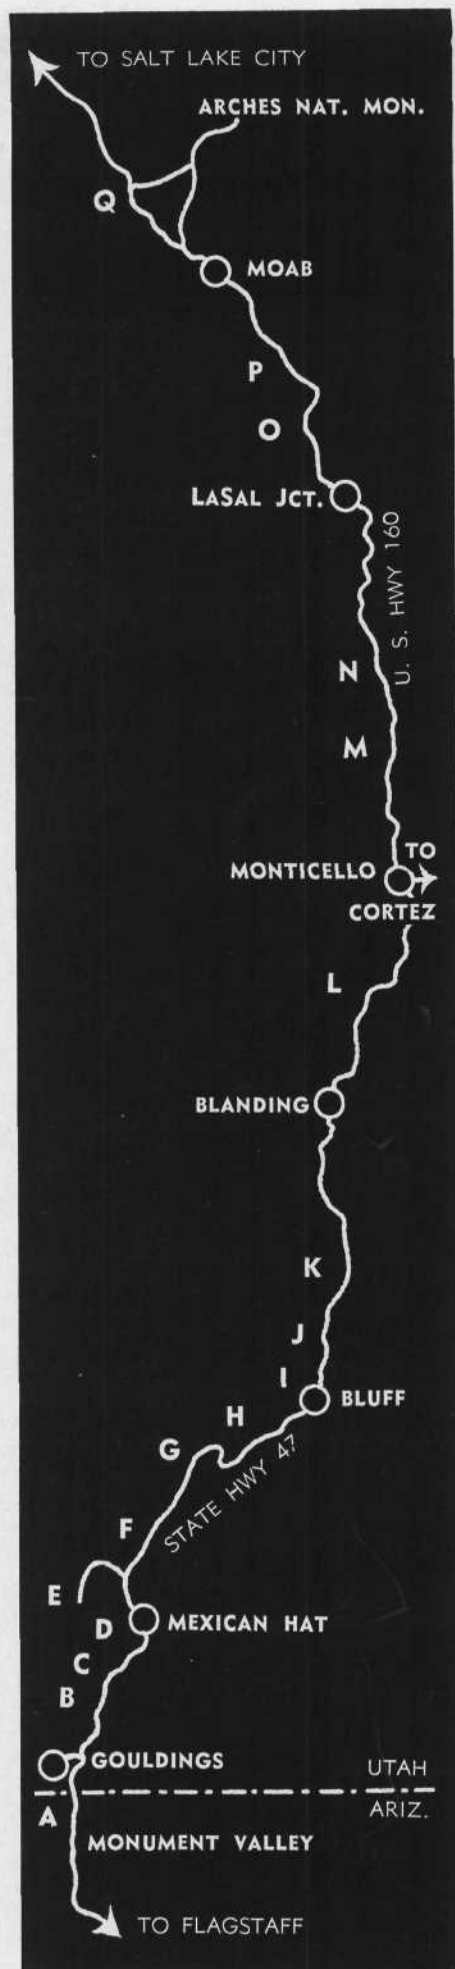 TO SALT LAKE CITY
ARCHES NAT. MON.
Q
MOAB
P
O
LASAL JCT.
U. S. HWY 160
N
M
TO
MONTICELLO
CORTEZ
L
BLANDING
K
J
I
BLUFF
H
G
STATE HWY 47
F
E
D
MEXICAN HAT
C
B
GOULDINGS
UTAH
A
ARIZ.
MONUMENT VALLEY
TO FLAGSTAFF